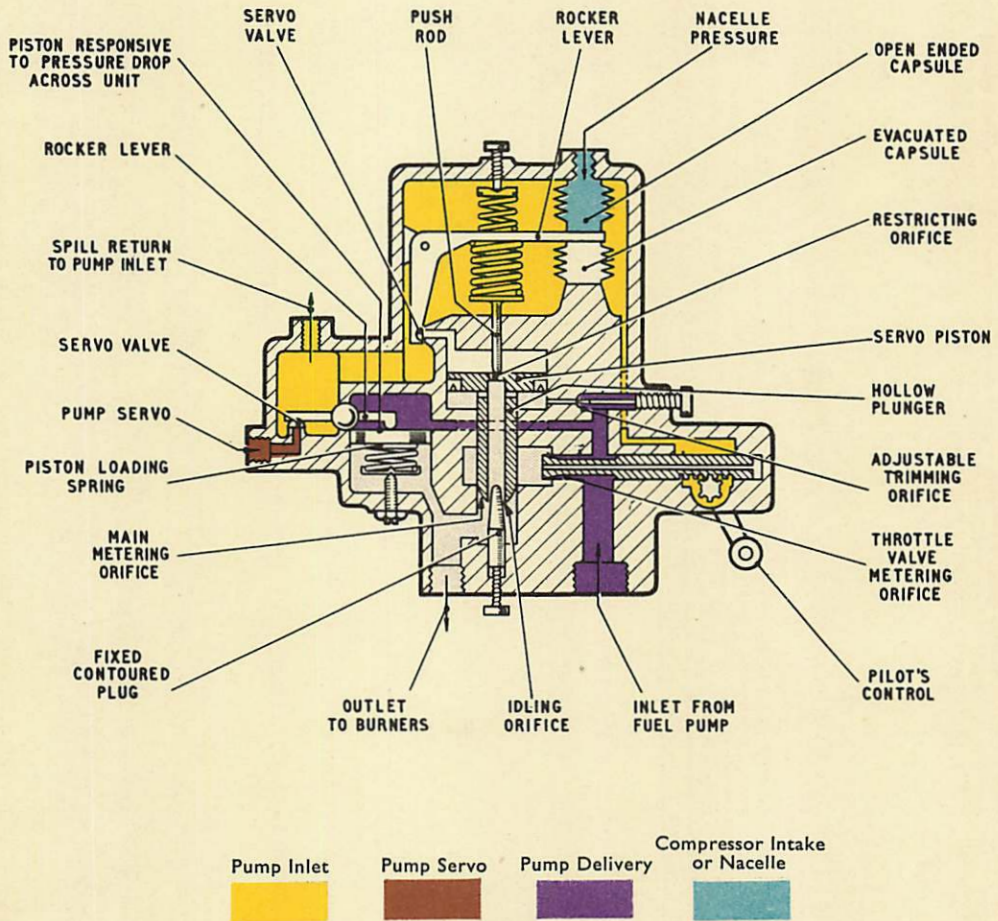 SERVO
VALVE
PUSH
ROD
ROCKER
LEVER
NACELLE
PRESSURE
PISTON RESPONSIVE
TO PRESSURE DROP
ACROSS UNIT
OPEN ENDED
CAPSULE
ROCKER LEVER
EVACUATED
CAPSULE
SPILL RETURN
TO PUMP INLET
RESTRICTING
ORIFICE
SERVO VALVE
SERVO PISTON
PUMP SERVO
HOLLOW
PLUNGER
PISTON LOADING
SPRING
ADJUSTABLE
TRIMMING
ORIFICE
MAIN
METERING
ORIFICE
THROTTLE
VALVE
METERING
ORIFICE
FIXED
CONTOURED
PLUG
OUTLET
TO BURNERS
IDLING
ORIFICE
INLET FROM
FUEL PUMP
PILOT'S
CONTROL
Pump Inlet
Pump Servo
Pump Delivery
Compressor Intake
or Nacelle